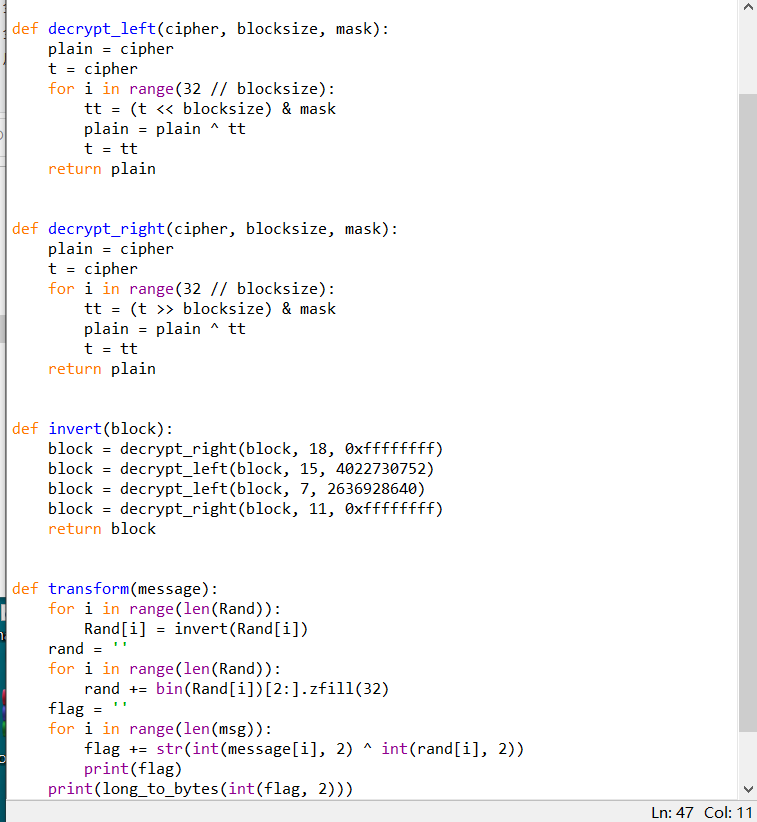 def decrypt_left(cipher, blocksize, mask):
    plain = cipher
    t = cipher
    for i in range(32 // blocksize):
        tt = (t << blocksize) & mask
        plain = plain ^ tt
        t = tt
    return plain
def decrypt_right(cipher, blocksize, mask):
    plain = cipher
    t = cipher
    for i in range(32 // blocksize):
        tt = (t >> blocksize) & mask
        plain = plain ^ tt
        t = tt
    return plain
def invert(block):
    block = decrypt_right(block, 18, 0xffffffff)
    block = decrypt_left(block, 15, 4022730752)
    block = decrypt_left(block, 7, 2636928640)
    block = decrypt_right(block, 11, 0xffffffff)
    return block
def transform(message):
    for i in range(len(Rand)):
        Rand[i] = invert(Rand[i])
    rand = ''
    for i in range(len(Rand)):
        rand += bin(Rand[i])[2:].zfill(32)
    flag = ''
    for i in range(len(msg)):
        flag += str(int(message[i], 2) ^ int(rand[i], 2))
        print(flag)
    print(long_to_bytes(int(flag, 2)))
Ln: 47 Col: 11